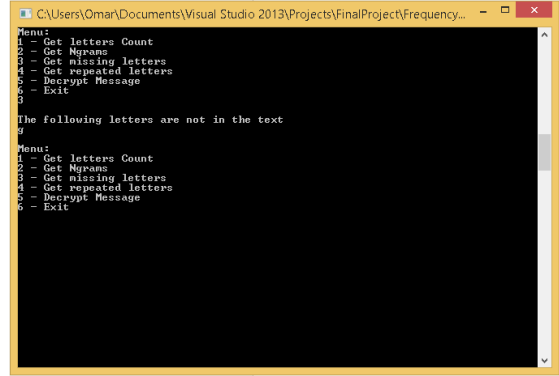 C:\Users\Omar\Documents\Visual Studio 2013\Projects\FinalProject\Frequency...
Menu:
1 - Get letters Count
2 - Get Ngrams
3 - Get missing letters
4 - Get repeated letters
5 - Decrypt Message
6 - Exit
3
The following letters are not in the text
g
Menu:
1 - Get letters Count
2 - Get Ngrams
3 - Get missing letters
4 - Get repeated letters
5 - Decrypt Message
6 - Exit